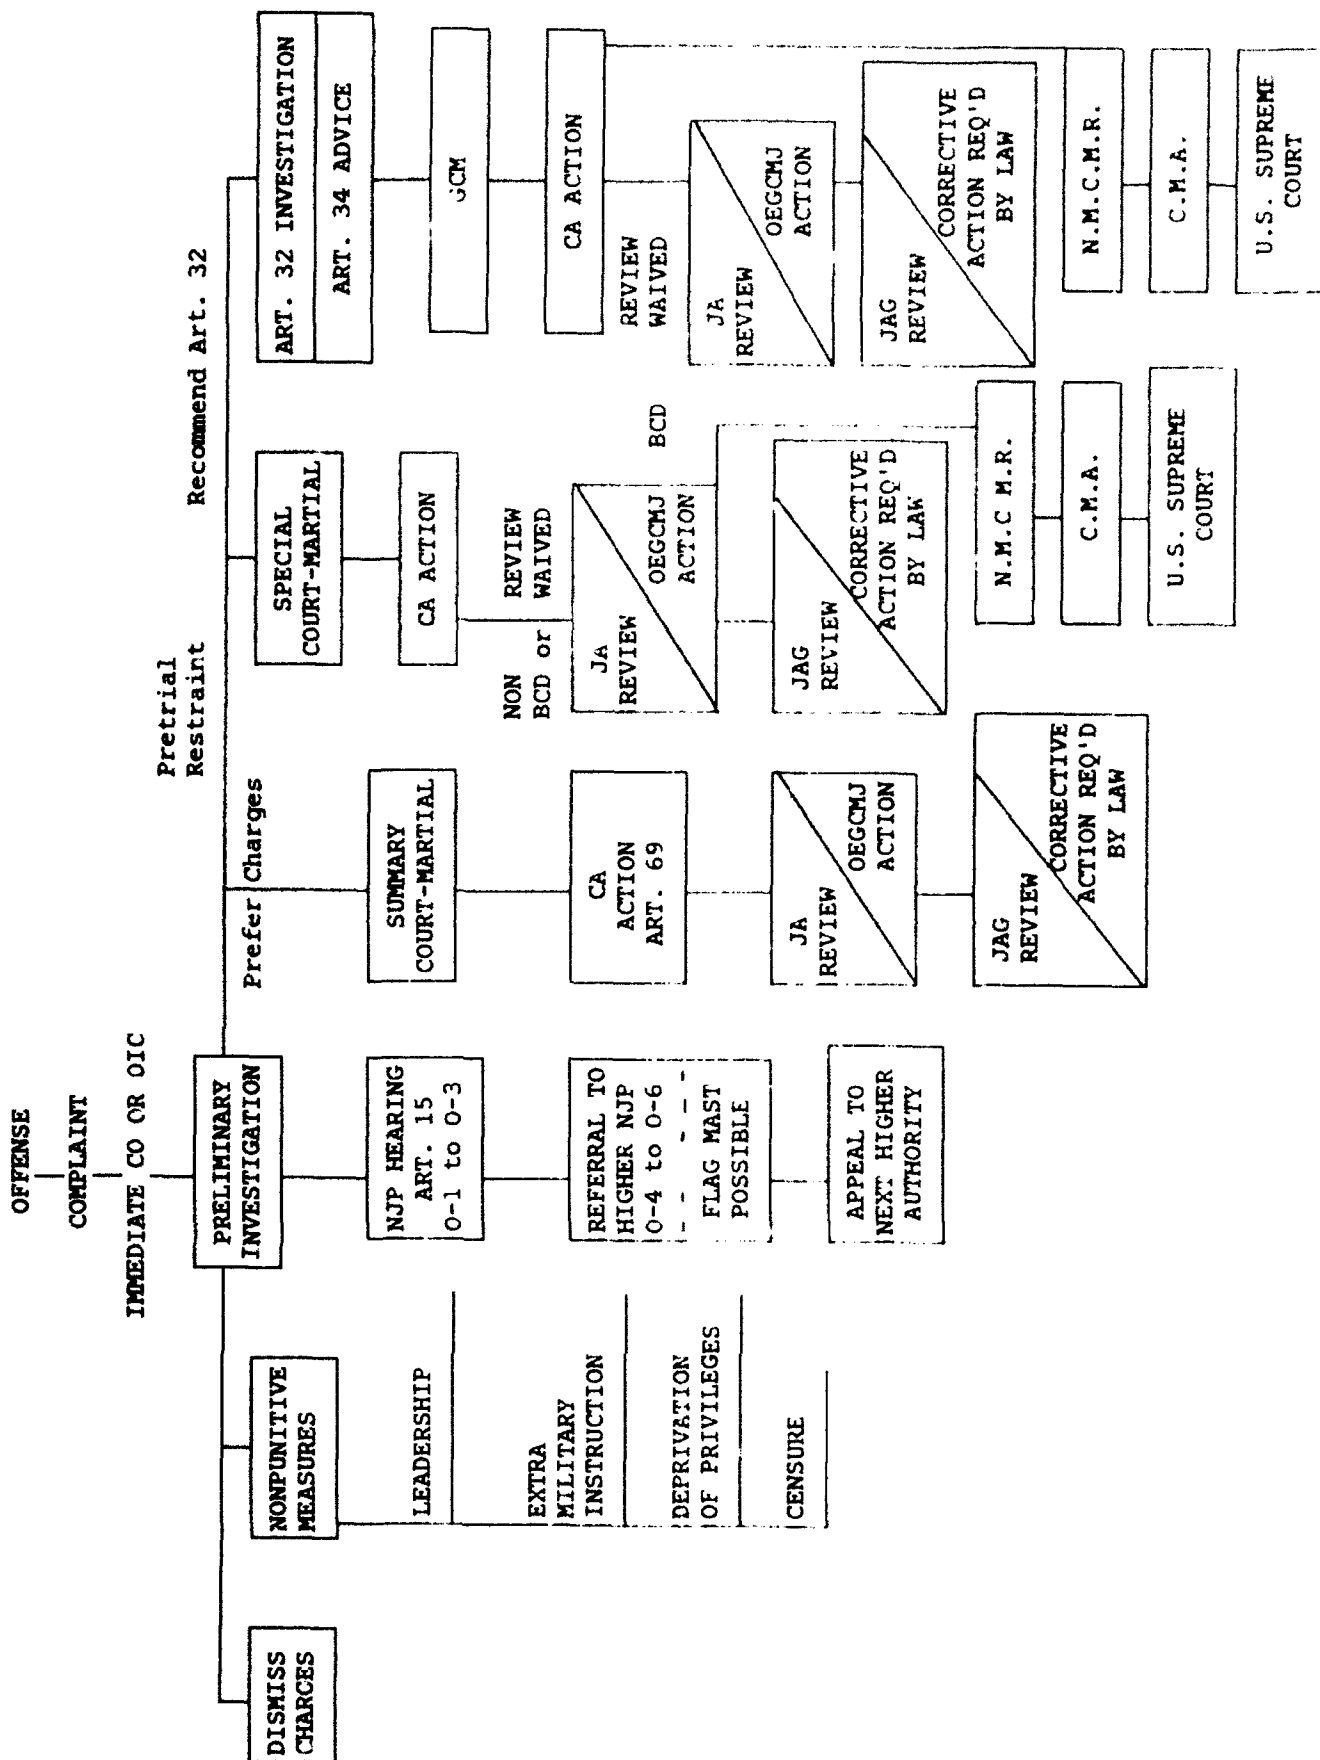 OFFENSE
COMPLAINT
IMMEDIATE CO OR OIC
PRELIMINARY
INVESTIGATION
Pretrial
Restraint
Recommend Art. 32
Prefer Charges
DISMISS
CHARGES
NONPUNITIVE
MEASURES
LEADERSHIP
EXTRA
MILITARY
INSTRUCTION
DEPRIVATION
OF PRIVILEGES
CENSURE
NJP HEARING
ART. 15
O-1 to O-3
REFERRAL TO
HIGHER NJP
O-4 to O-6
FLAG MAST
POSSIBLE
APPEAL TO
NEXT HIGHER
AUTHORITY
SUMMARY
COURT-MARTIAL
CA
ACTION
ART. 69
JA
REVIEW
OEGCMJ
ACTION
JAG
REVIEW
CORRECTIVE
ACTION REQ'D
BY LAW
SPECIAL
COURT-MARTIAL
CA ACTION
NON
BCD or
REVIEW
WAIVED
BCD
JA
REVIEW
OEGCMJ
ACTION
JAG
REVIEW
CORRECTIVE
ACTION REQ'D
BY LAW
N.M.C M.R.
C.M.A.
U.S. SUPREME
COURT
ART. 32 INVESTIGATION
ART. 34 ADVICE
GCM
CA ACTION
REVIEW
WAIVED
JA
REVIEW
OEGCMJ
ACTION
JAG
REVIEW
CORRECTIVE
ACTION REQ'D
BY LAW
N.M.C.M.R.
C.M.A.
U.S. SUPREME
COURT